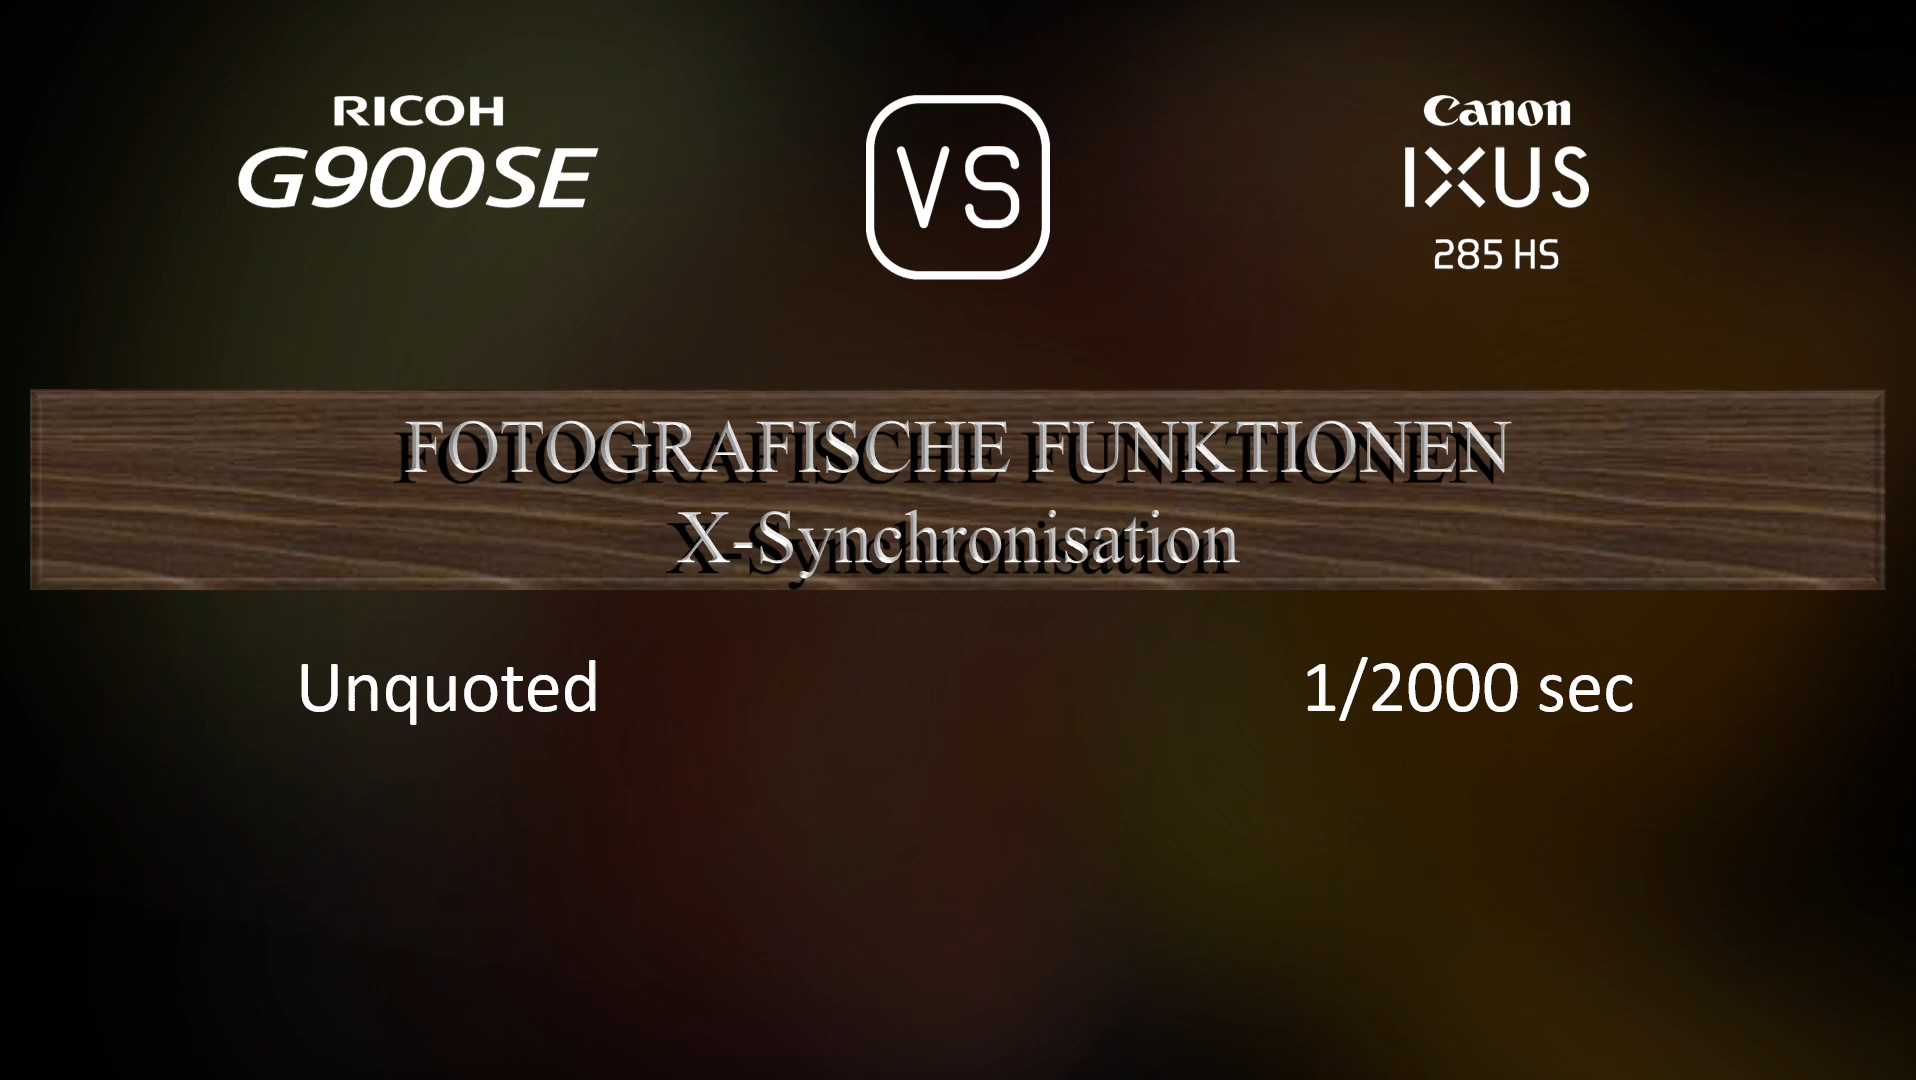 RICOH
G900SE
VS
Canon
IXUS
285 HS
FOTOGRAFISCHE FUNKTIONEN
X-Synchronisation
Unquoted
1/2000 sec